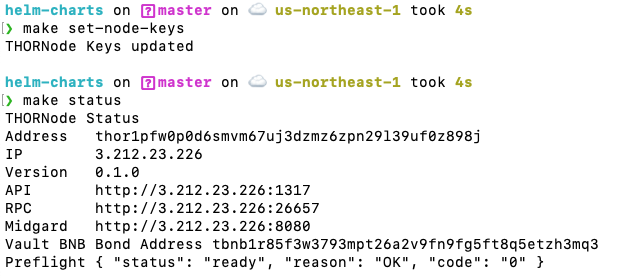 helm-charts on master on ☁️ us-northeast-1 took 4s
❯ make set-node-keys
THORNode Keys updated
helm-charts on master on ☁️ us-northeast-1 took 4s
❯ make status
THORNode Status
Address thor1pfw0p0d6smvm67uj3dzmz6zpn29l39uf0z898j
IP 3.212.23.226
Version 0.1.0
API http://3.212.23.226:1317
RPC http://3.212.23.226:26657
Midgard http://3.212.23.226:8080
Vault BNB Bond Address tbnb1r85f3w3793mpt26a2v9fn9fg5ft8q5etzh3mq3
Preflight { "status": "ready", "reason": "OK", "code": "0" }